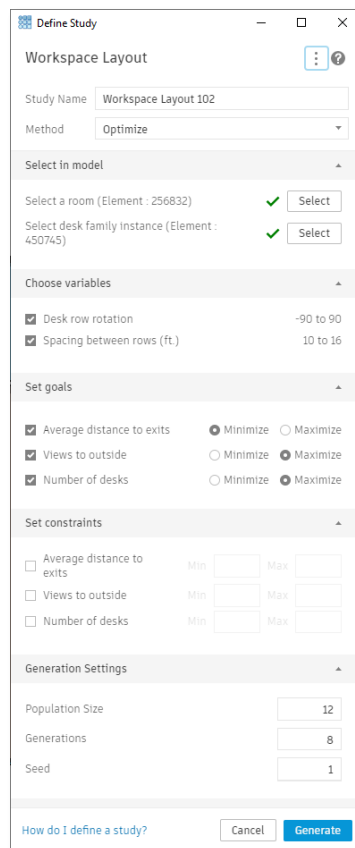 Define Study
Workspace Layout
Study Name Workspace Layout 102
Method Optimize
Select in model
Select a room (Element : 256832) Select
Select desk family instance (Element :
450745) Select
Choose variables
Desk row rotation -90 to 90
Spacing between rows (ft.) 10 to 16
Set goals
Average distance to exits Minimize Maximize
Views to outside Minimize Maximize
Number of desks Minimize Maximize
Set constraints
Average distance to
exits Min Max
Views to outside Min Max
Number of desks Min Max
Generation Settings
Population Size 12
Generations 8
Seed 1
How do I define a study? Cancel Generate